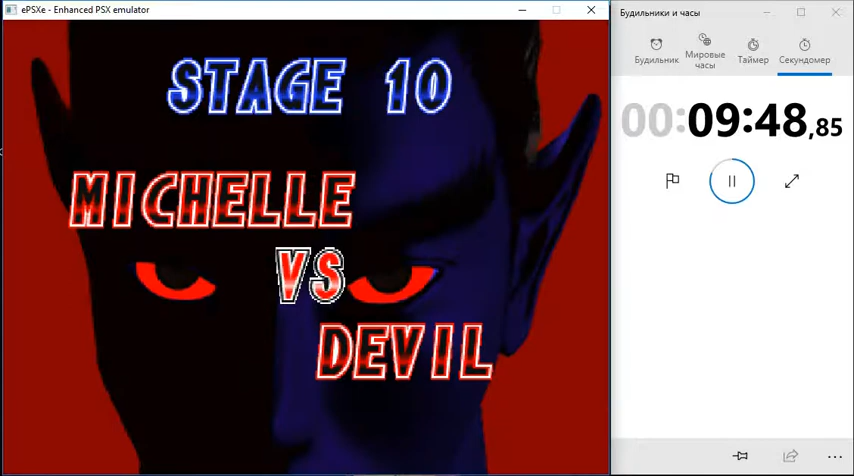 ePSXe - Enhanced PSX emulator
STAGE 10
MICHELLE
VS
DEVIL
Будильники и часы
Будильник
Мировые часы
Таймер
Секундомер
00:09:48,85